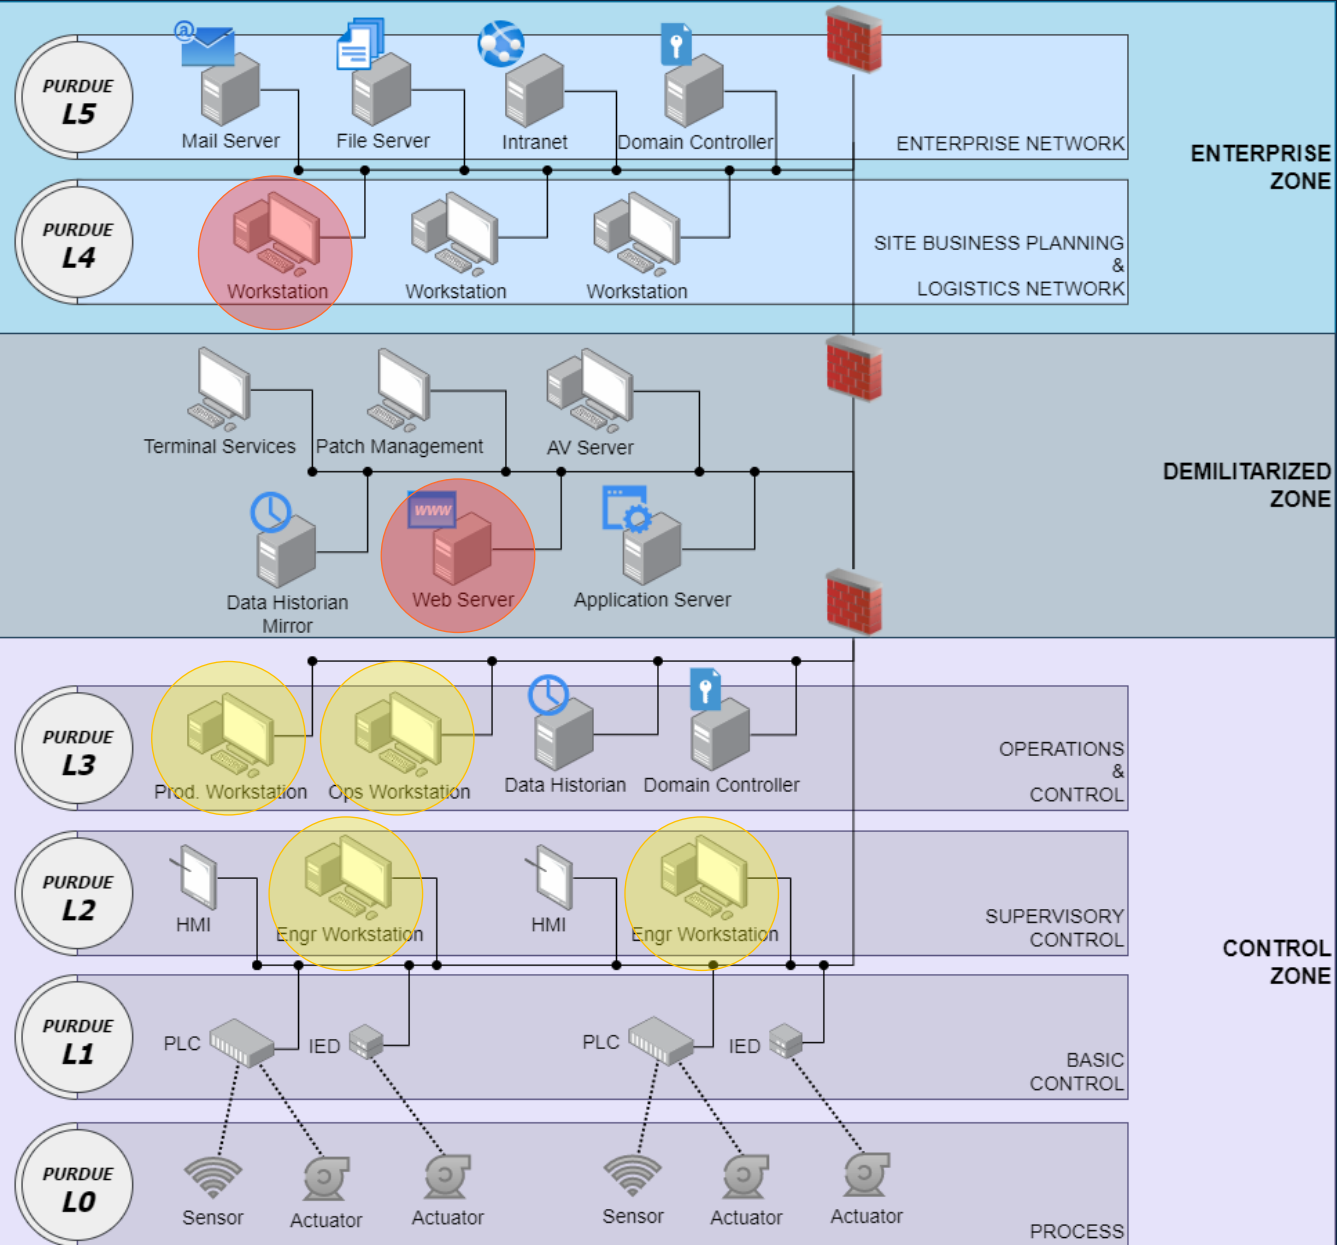 PURDUE
L5
@
Mail Server
File Server
Intranet
Domain Controller
ENTERPRISE NETWORK
ENTERPRISE
ZONE
PURDUE
L4
Workstation
Workstation
Workstation
SITE BUSINESS PLANNING
&
LOGISTICS NETWORK
Terminal Services
Patch Management
AV Server
DEMILITARIZED
ZONE
Data Historian
Mirror
www
Web Server
Application Server
PURDUE
L3
Prod. Workstation
Ops Workstation
Data Historian
Domain Controller
OPERATIONS
&
CONTROL
PURDUE
L2
HMI
Engr Workstation
HMI
Engr Workstation
SUPERVISORY
CONTROL
CONTROL
ZONE
PURDUE
L1
PLC
IED
PLC
IED
BASIC
CONTROL
PURDUE
L0
Sensor
Actuator
Actuator
Sensor
Actuator
Actuator
PROCESS